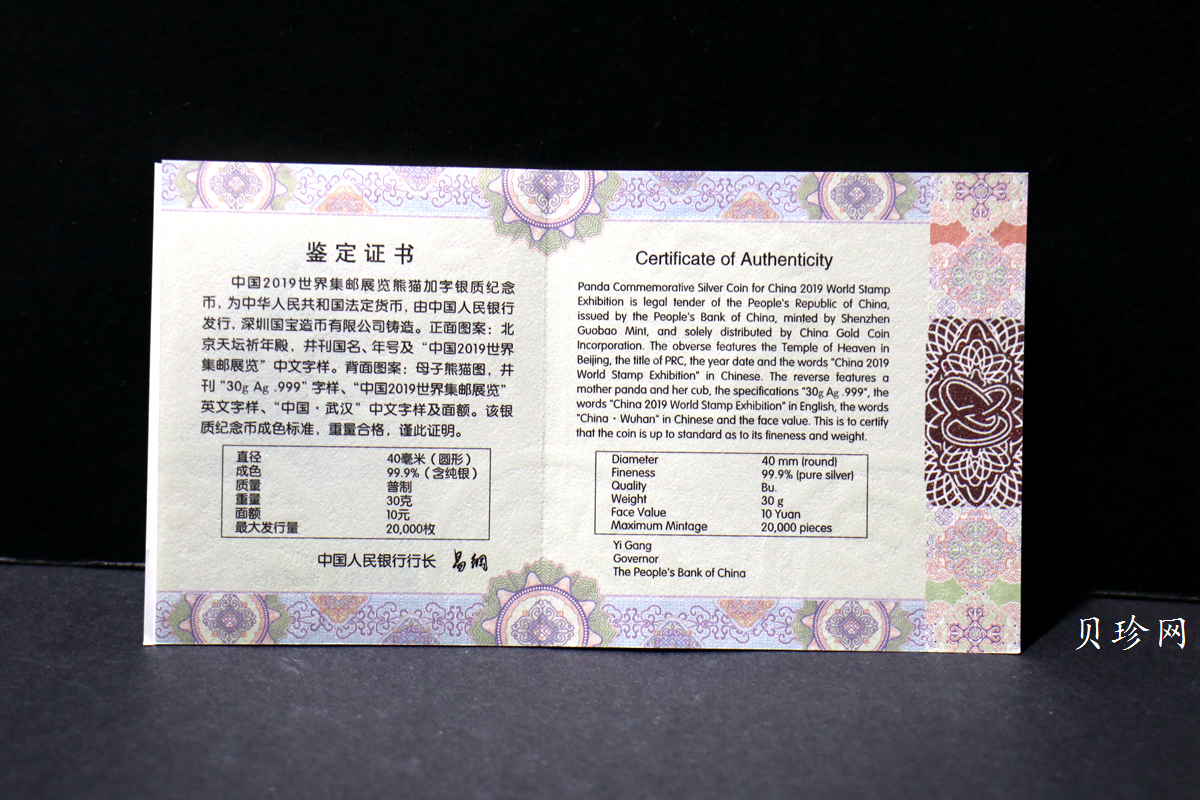 鉴定证书
中国2019世界集邮展览熊猫加字银质纪念
币，为中华人民共和国法定货币，由中国人民银行
发行，深圳国宝造币有限公司铸造。正面图案：北
京天坛祈年殿，并刊国名、年号及“中国2019世界
集邮展览”中文字样。背面图案：母子熊猫图，并
刊“30g Ag .999”字样、“中国2019世界集邮展览”
英文字样、“中国·武汉”中文字样及面额。该银
质纪念币成色标准，重量合格，谨此证明。
直径 40毫米（圆形）
成色 99.9%（含纯银）
质量 普制
重量 30克
面额 10元
最大发行量 20,000枚
中国人民银行行长 易纲
Certificate of Authenticity
Panda Commemorative Silver Coin for China 2019 World Stamp
Exhibition is legal tender of the People's Republic of China,
issued by the People's Bank of China, minted by Shenzhen
Guobao Mint, and solely distributed by China Gold Coin
Incorporation. The obverse features the Temple of Heaven in
Beijing, the title of PRC, the year date and the words "China 2019
World Stamp Exhibition" in Chinese. The reverse features a
mother panda and her cub, the specifications "30g Ag .999", the
words "China 2019 World Stamp Exhibition" in English, the words
"China · Wuhan" in Chinese and the face value. This is to certify
that the coin is up to standard as to its fineness and weight.
Diameter 40 mm (round)
Fineness 99.9% (pure silver)
Quality Bu.
Weight 30 g
Face Value 10 Yuan
Maximum Mintage 20,000 pieces
Yi Gang
Governor
The People's Bank of China
贝珍网